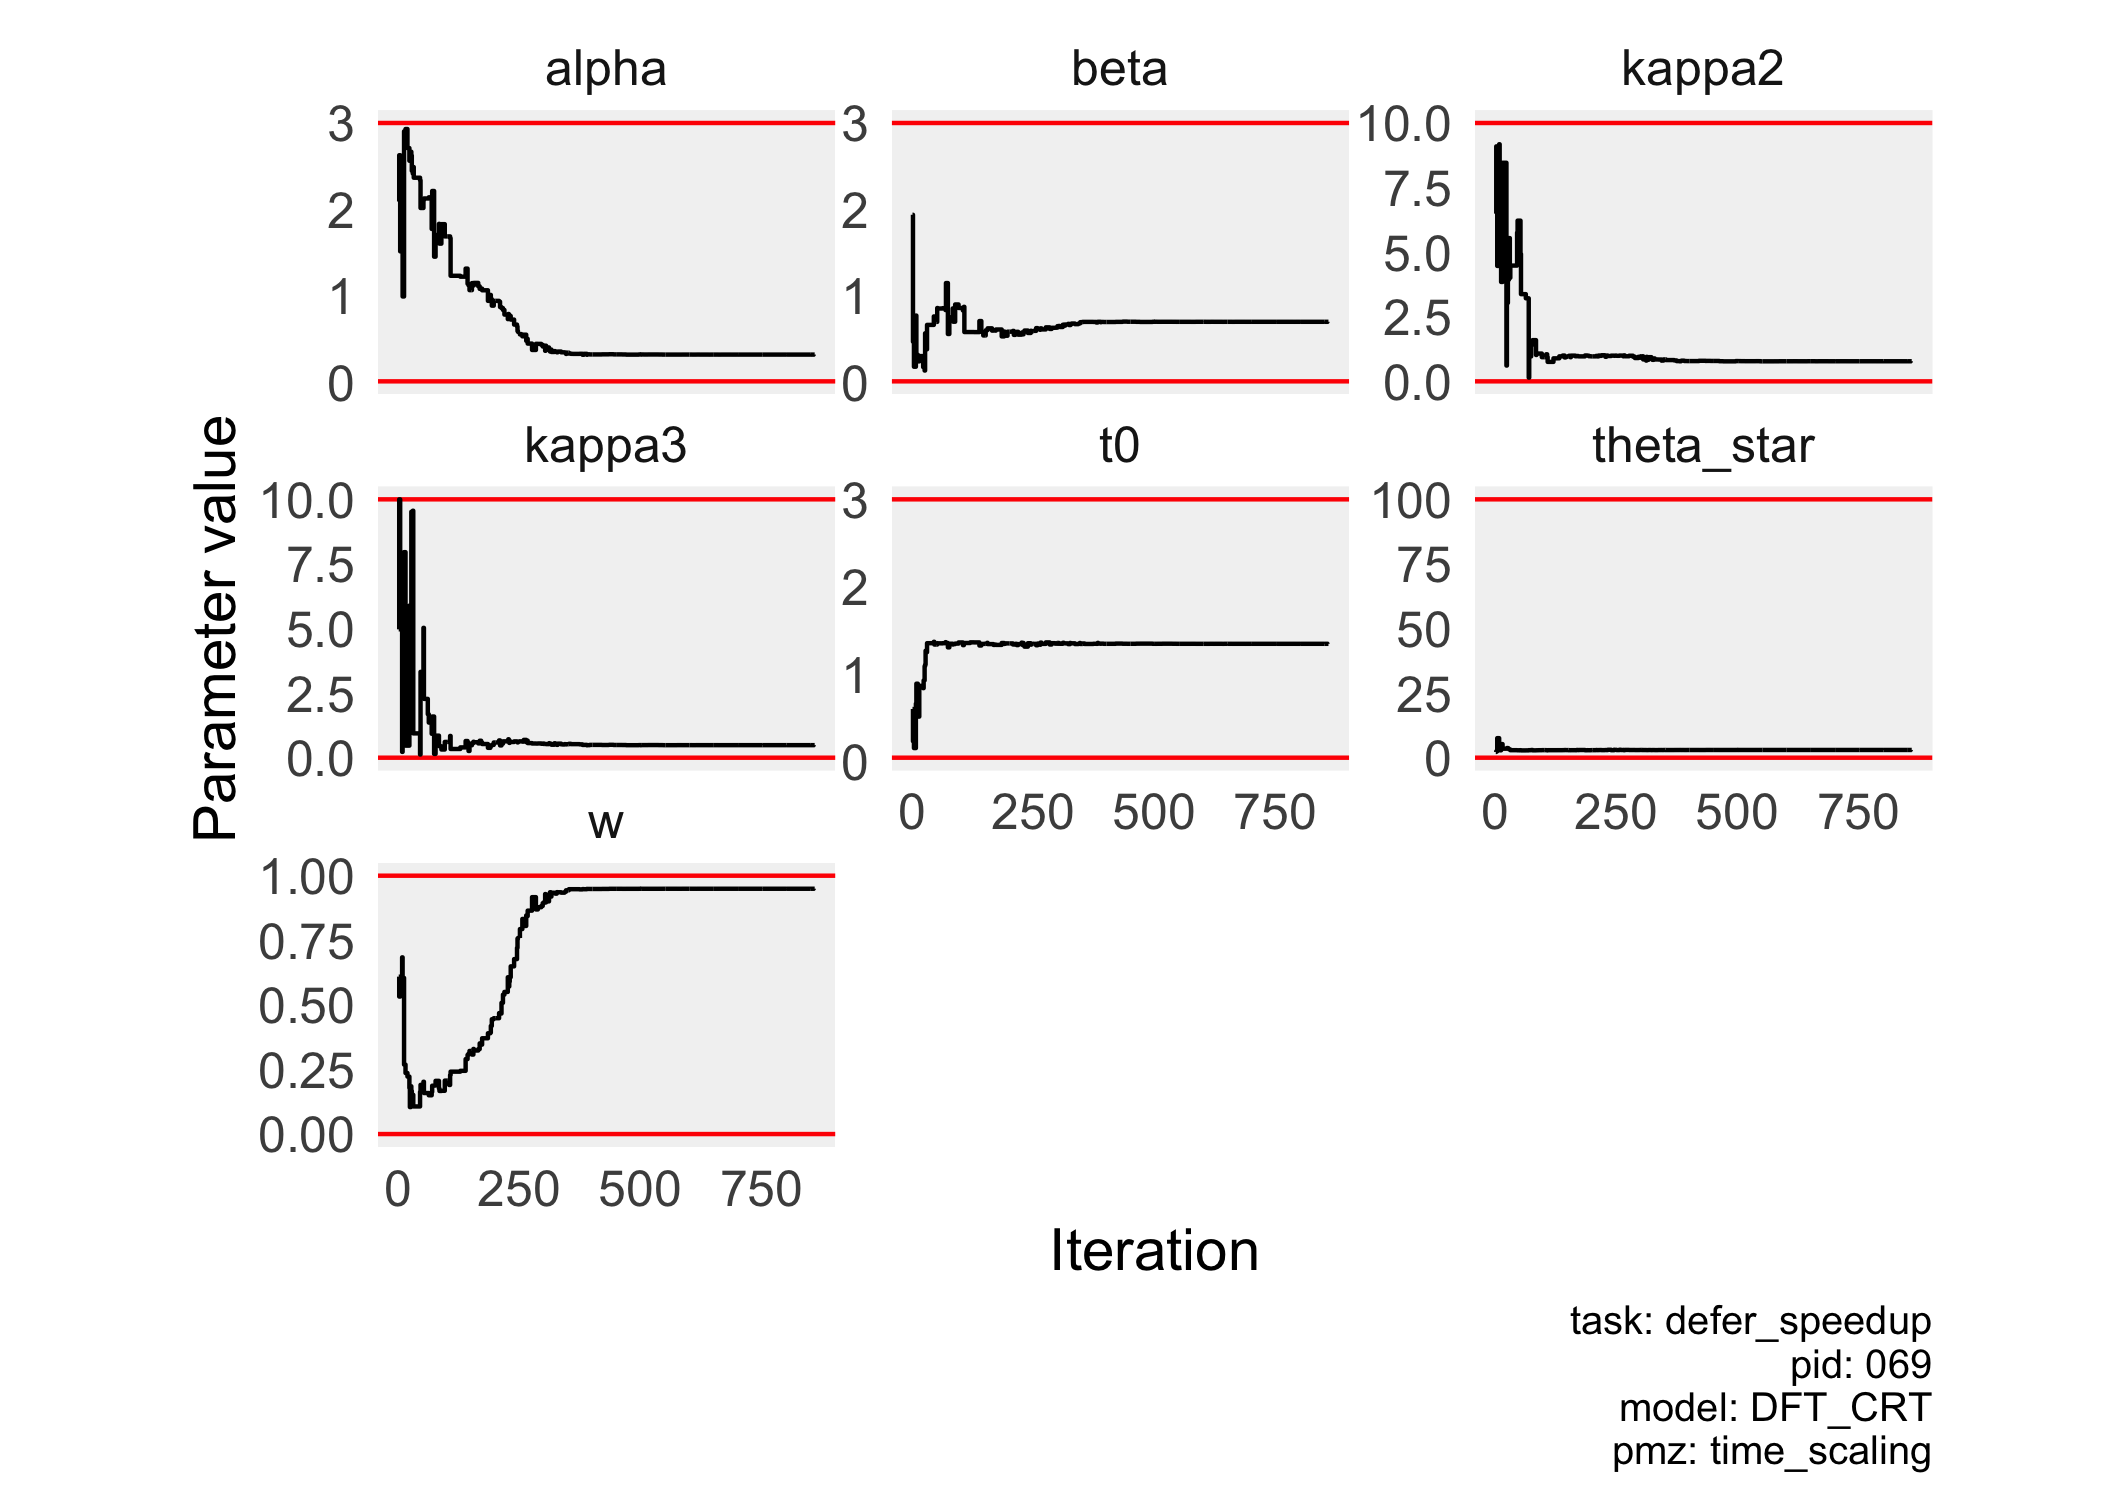 alpha
beta
kappa2
3
2
1
0
3
2
1
0
10.0
7.5
5.0
2.5
0.0
kappa3
t0
theta_star
10.0
7.5
5.0
2.5
0.0
3
2
1
0
100
75
50
25
0
0 250 500 750
0 250 500 750
w
1.00
0.75
0.50
0.25
0.00
0 250 500 750
Parameter value
Iteration
task: defer_speedup
pid: 069
model: DFT_CRT
pmz: time_scaling